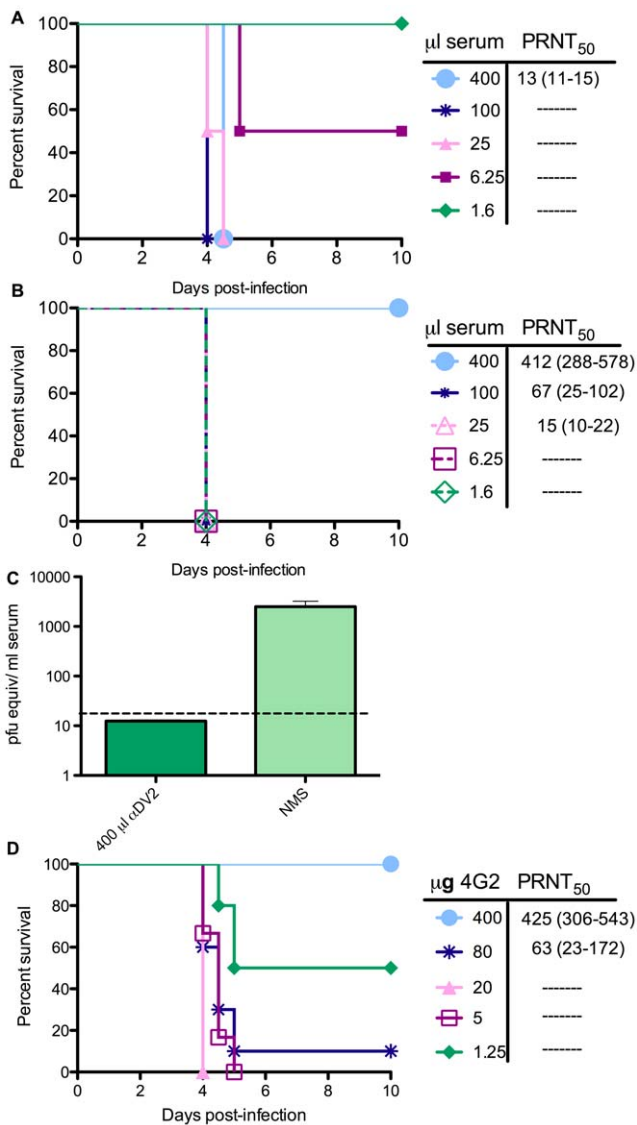 A
Percent survival
100
80
60
40
20
0
0 2 4 6 8 10
Days post-infection
μl serum PRNT50
400 13 (11-15)
100 -------
25 -------
6.25 -------
1.6 -------
B
Percent survival
100
80
60
40
20
0
0 2 4 6 8 10
Days post-infection
μl serum PRNT50
400 412 (288-578)
100 67 (25-102)
25 15 (10-22)
6.25 -------
1.6 -------
C
pfu equiv/ ml serum
10000
1000
100
10
1
400 μl αDV2
NMS
D
Percent survival
100
80
60
40
20
0
0 2 4 6 8 10
Days post-infection
μg 4G2 PRNT50
400 425 (306-543)
80 63 (23-172)
20 -------
5 -------
1.25 -------